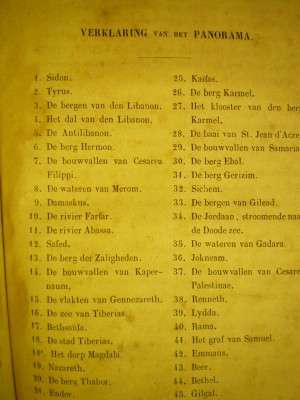 VERKLARING VAN HET PANORAMA.
1. Sidon.
2. Tyrus.
3. De bergen van den Libanon.
4. Het dal van den Libanon.
5. De Antilibanon.
6. De berg Hermon.
7. De bouwvallen van Cesarea
Filippi.
8. De wateren van Merom.
9. Damaskus.
10. De rivier Farfar.
11. De rivier Abassa.
12. Safed.
13. De berg der Zaligheden.
14. De bouwvallen van Kaper-
naum.
15. De vlakten van Gennezareth.
16. De zee van Tiberias.
17. Bethsaida.
18. De stad Tiberias.
18*. Het dorp Magdala.
19. Nazareth.
20. De berg Thabor.
21. Endor.
25. Kaifas.
26. De berg Karmel.
27. Het klooster van den berg
Karmel.
28. De baai van St. Jean d'Acre.
29. De bouwvallen van Samaria
30. De berg Ebal.
31. De berg Gerizim.
32. Sichem.
33. De bergen van Gilead.
34. De Jordaan, stroomende naar
de Doode zee.
35. De wateren van Gadara.
36. Jokneam.
37. De bouwvallen van Cesarea
Palestinae.
38. Renneth.
39. Lydda.
40. Rama.
41. Het graf van Samuel.
42. Emmaus.
43. Beer.
44. Bethel.
45. Gilgal.